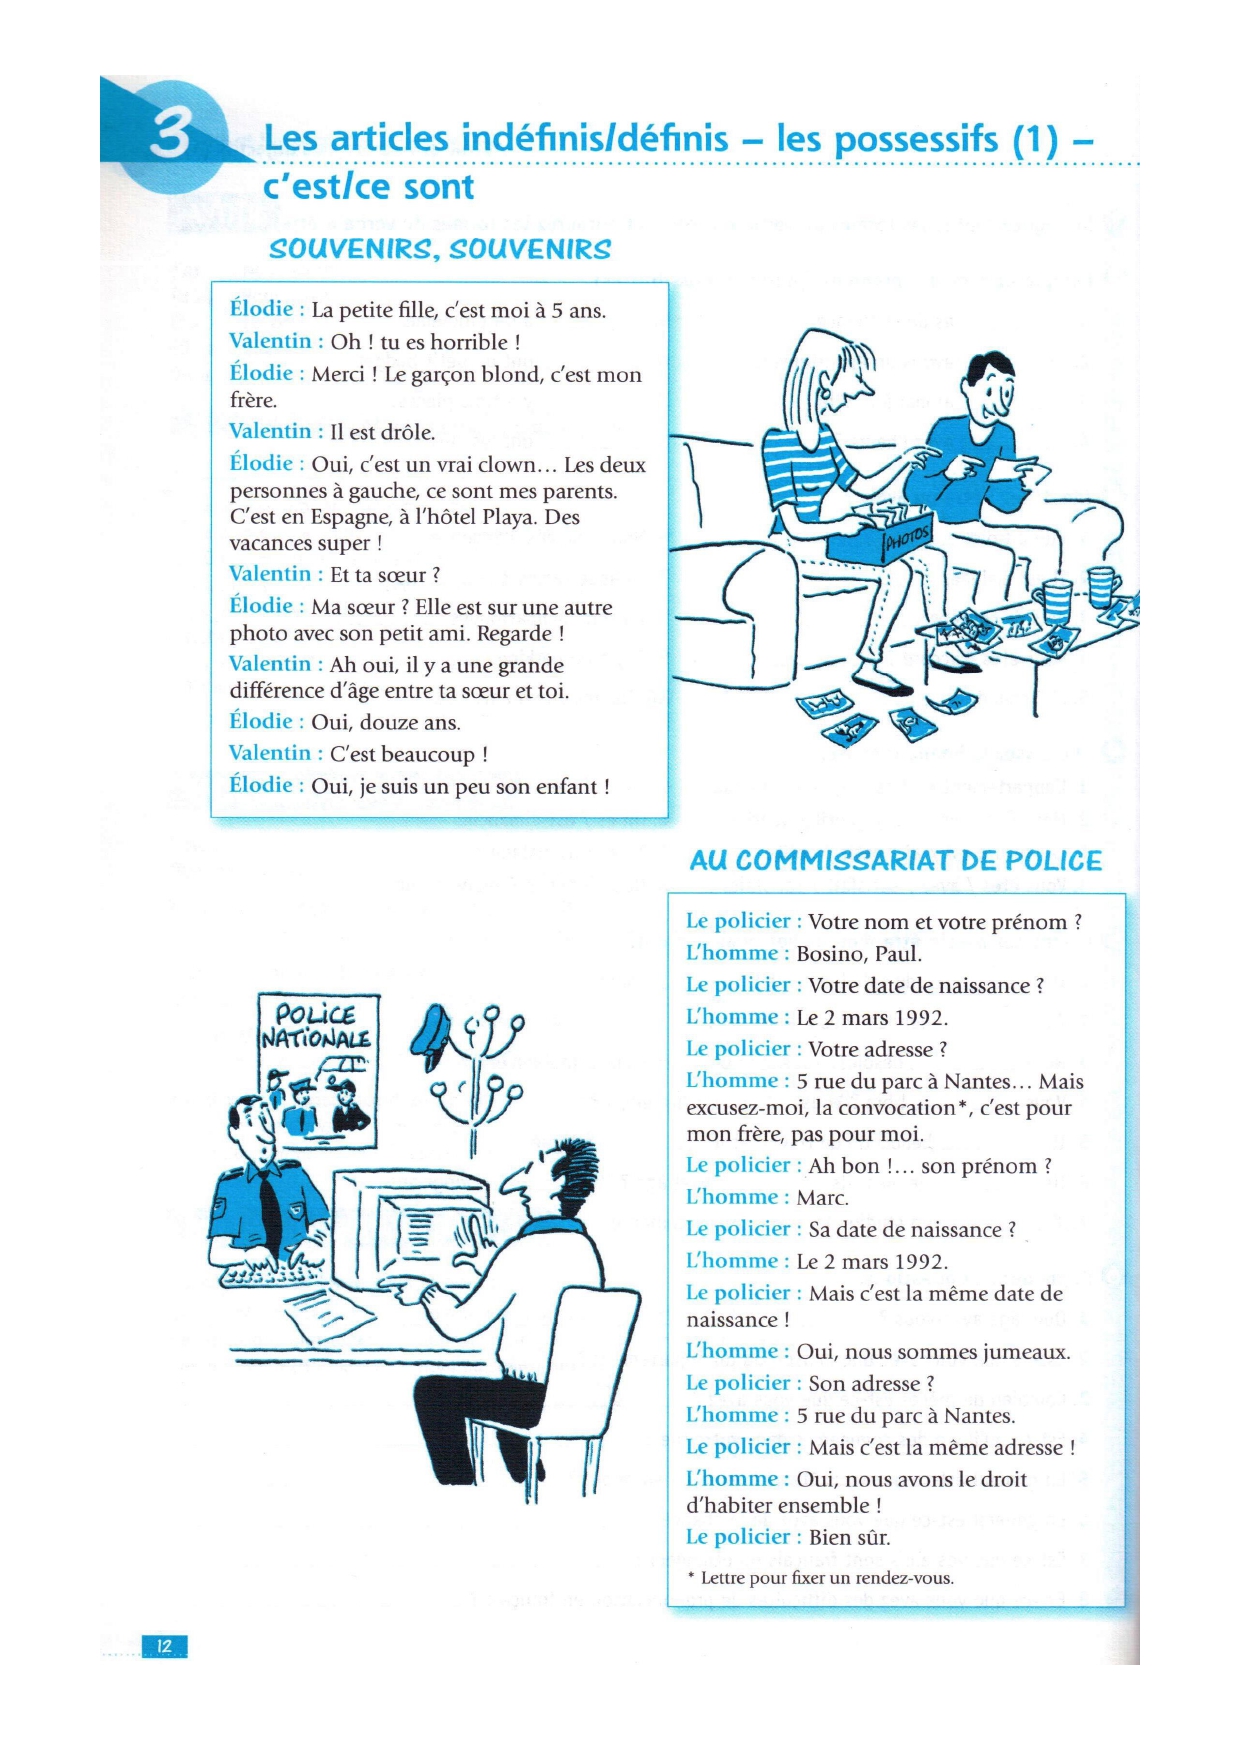 3
Les articles indéfinis/définis – les possessifs (1) –
c'est/ce sont
SOUVENIRS, SOUVENIRS
Élodie : La petite fille, c'est moi à 5 ans.
Valentin : Oh ! tu es horrible !
Élodie : Merci ! Le garçon blond, c'est mon
frère.
Valentin : Il est drôle.
Élodie : Oui, c'est un vrai clown… Les deux
personnes à gauche, ce sont mes parents.
C'est en Espagne, à l'hôtel Playa. Des
vacances super !
Valentin : Et ta sœur ?
Élodie : Ma sœur ? Elle est sur une autre
photo avec son petit ami. Regarde !
Valentin : Ah oui, il y a une grande
différence d'âge entre ta sœur et toi.
Élodie : Oui, douze ans.
Valentin : C'est beaucoup !
Élodie : Oui, je suis un peu son enfant !
PHOTOS
AU COMMISSARIAT DE POLICE
Le policier : Votre nom et votre prénom ?
L'homme : Bosino, Paul.
Le policier : Votre date de naissance ?
L'homme : Le 2 mars 1992.
Le policier : Votre adresse ?
L'homme : 5 rue du parc à Nantes… Mais
excusez-moi, la convocation*, c'est pour
mon frère, pas pour moi.
Le policier : Ah bon !… son prénom ?
L'homme : Marc.
Le policier : Sa date de naissance ?
L'homme : Le 2 mars 1992.
Le policier : Mais c'est la même date de
naissance !
L'homme : Oui, nous sommes jumeaux.
Le policier : Son adresse ?
L'homme : 5 rue du parc à Nantes.
Le policier : Mais c'est la même adresse !
L'homme : Oui, nous avons le droit
d'habiter ensemble !
Le policier : Bien sûr.
* Lettre pour fixer un rendez-vous.
POLICE
NATIONALE
12